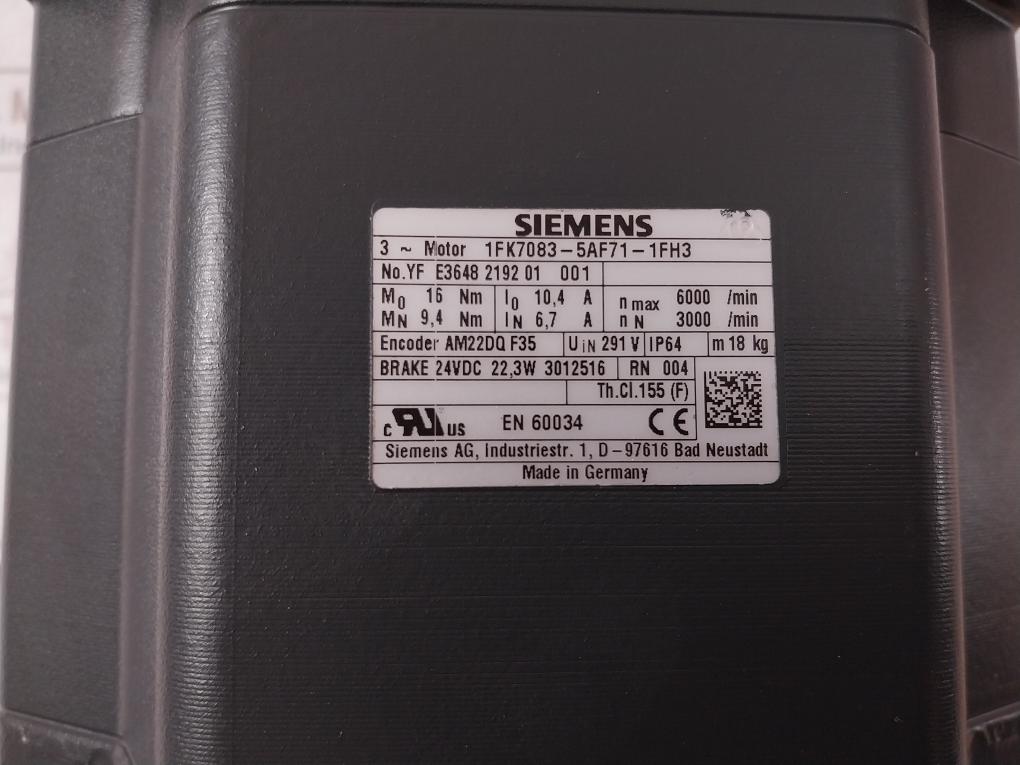 SIEMENS
3 ~ Motor 1FK7083-5AF71-1FH3
No.YF E3648 2192 01 001
M0 16 Nm I0 10,4 A n max 6000 /min
MN 9,4 Nm IN 6,7 A n N 3000 /min
Encoder AM22DQ F35 UIN 291 V IP64 m 18 kg
BRAKE 24VDC 22,3W 3012516 RN 004
Th.Cl.155 (F)
c RU us EN 60034 CE
Siemens AG, Industriestr. 1, D-97616 Bad Neustadt
Made in Germany